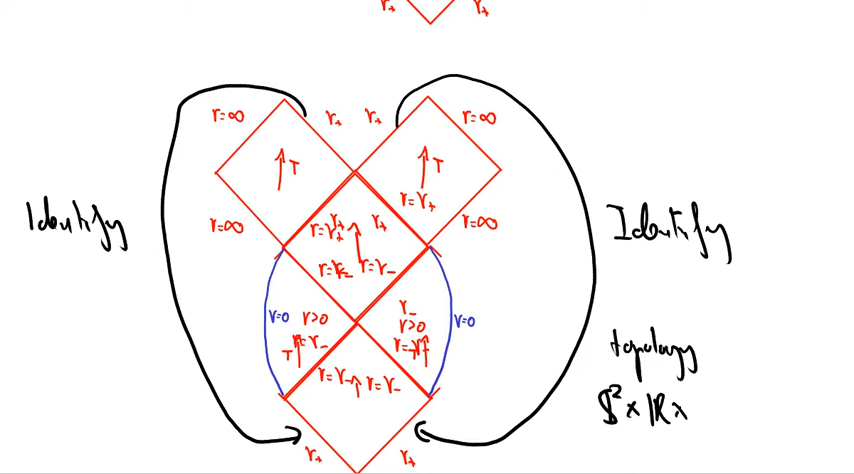 r₊ r₊
r=∞ r₊ r₊ r=∞
T T
r=r₊
r=∞ r=r₊ r₊ r₊ r=∞
Identify Identify
r=r₋ r=r₋
r=0 r>0 r₋ r>0 r=0
T r=r₋ r=r₋ T
r=r₋ r=r₋
topology
S² x ℝ x
r₊ r₊